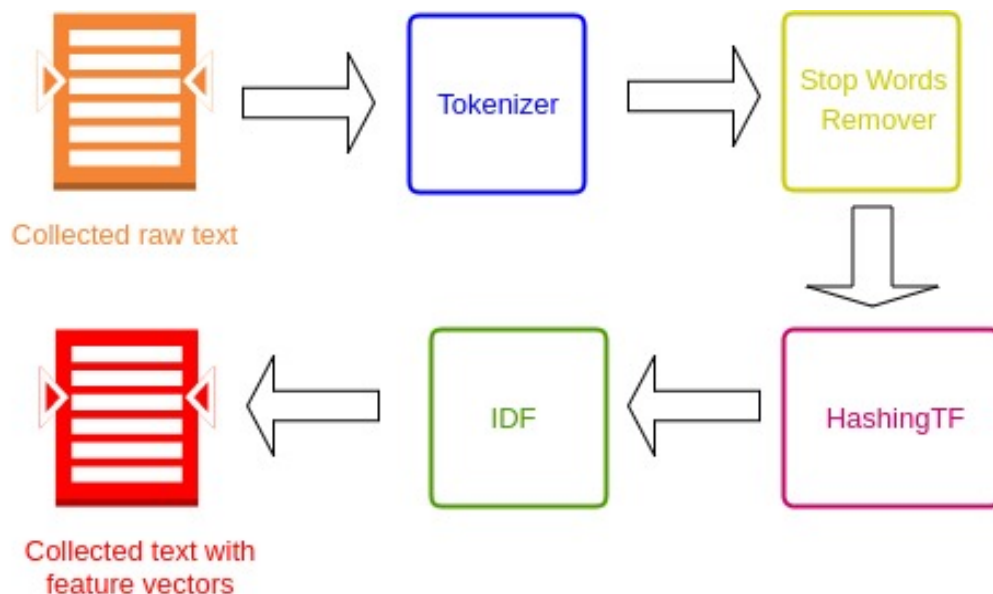 Collected raw text
Tokenizer
Stop Words
Remover
HashingTF
IDF
Collected text with
feature vectors